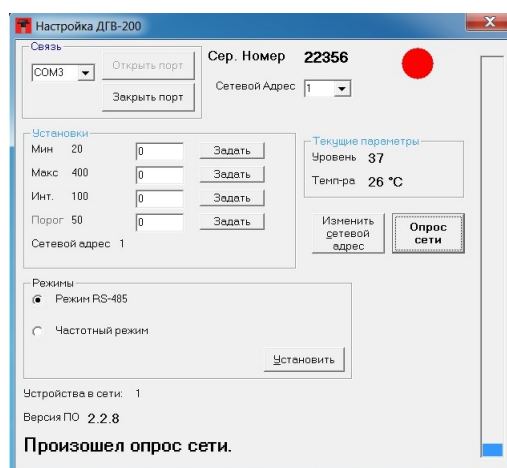 Настройка ДГВ-200
Связь
COM3
Открыть порт
Закрыть порт
Сер. Номер 22356
Сетевой Адрес 1
Установки
Мин 20 0 Задать
Макс 400 0 Задать
Инт. 100 0 Задать
Порог 50 0 Задать
Сетевой адрес 1
Текущие параметры
Уровень 37
Темп-ра 26 °C
Изменить
сетевой
адрес
Опрос
сети
Режимы
Режим RS-485
Частотный режим
Установить
Устройства в сети: 1
Версия ПО 2.2.8
Произошел опрос сети.